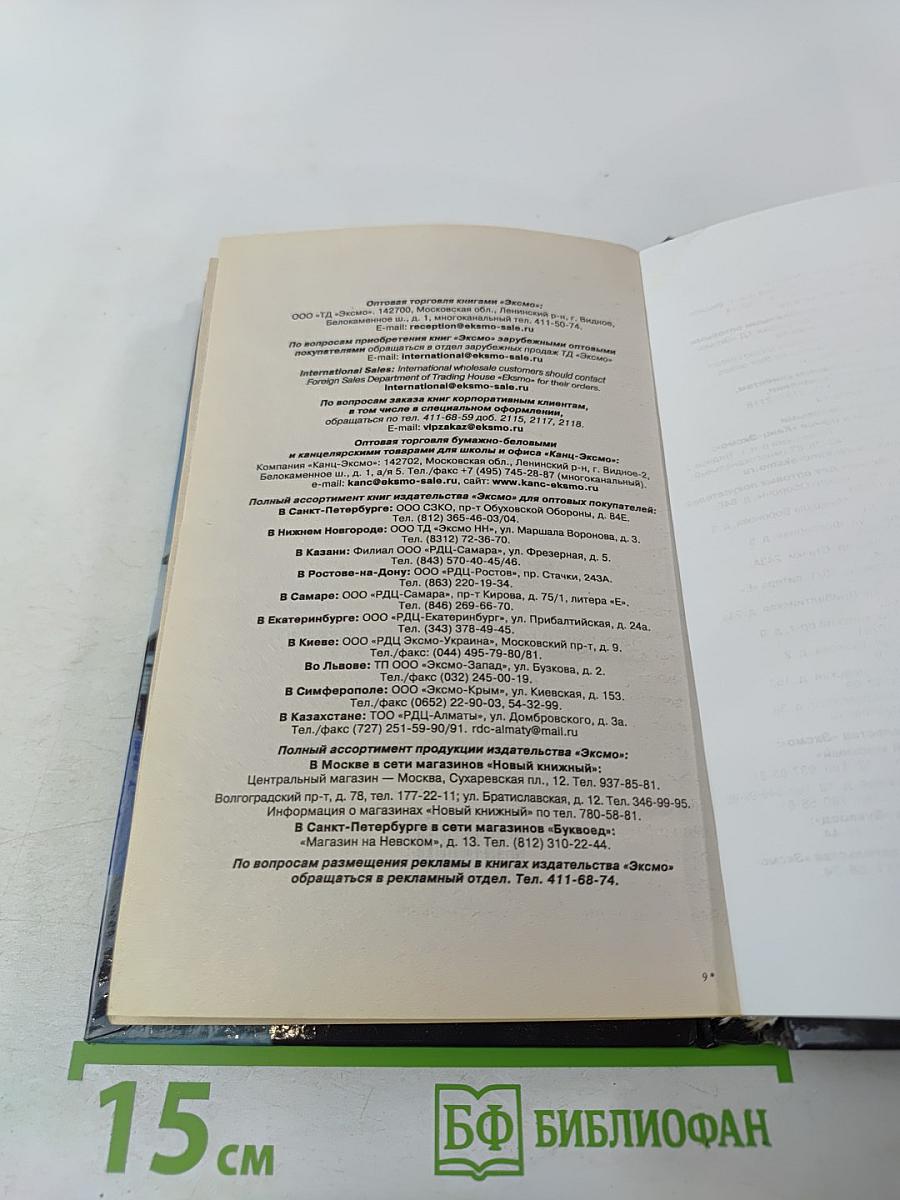 Оптовая торговля книгами «Эксмо»:
ООО «ТД «Эксмо». 142700, Московская обл., Ленинский р-н, г. Видное,
Белокаменное ш., д. 1, многоканальный тел. 411-50-74.
E-mail: reception@eksmo-sale.ru
По вопросам приобретения книг «Эксмо» зарубежными оптовыми
покупателями обращаться в отдел зарубежных продаж ТД «Эксмо»
E-mail: international@eksmo-sale.ru
International Sales: International wholesale customers should contact
Foreign Sales Department of Trading House «Eksmo» for their orders.
international@eksmo-sale.ru
По вопросам заказа книг корпоративным клиентам,
в том числе в специальном оформлении,
обращаться по тел. 411-68-59 доб. 2115, 2117, 2118.
E-mail: vipzakaz@eksmo.ru
Оптовая торговля бумажно-беловыми
и канцелярскими товарами для школы и офиса «Канц-Эксмо»:
Компания «Канц-Эксмо»: 142702, Московская обл., Ленинский р-н, г. Видное-2,
Белокаменное ш., д. 1, а/я 5. Тел./факс +7 (495) 745-28-87 (многоканальный).
e-mail: kanc@eksmo-sale.ru, сайт: www.kanc-eksmo.ru
Полный ассортимент книг издательства «Эксмо» для оптовых покупателей:
В Санкт-Петербурге: ООО СЗКО, пр-т Обуховской Обороны, д. 84Е.
Тел. (812) 365-46-03/04.
В Нижнем Новгороде: ООО ТД «Эксмо НН», ул. Маршала Воронова, д. 3.
Тел. (8312) 72-36-70.
В Казани: Филиал ООО «РДЦ-Самара», ул. Фрезерная, д. 5.
Тел. (843) 570-40-45/46.
В Ростове-на-Дону: ООО «РДЦ-Ростов», пр. Стачки, 243А.
Тел. (863) 220-19-34.
В Самаре: ООО «РДЦ-Самара», пр-т Кирова, д. 75/1, литера «Е».
Тел. (846) 269-66-70.
В Екатеринбурге: ООО «РДЦ-Екатеринбург», ул. Прибалтийская, д. 24а.
Тел. (343) 378-49-45.
В Киеве: ООО «РДЦ Эксмо-Украина», Московский пр-т, д. 9.
Тел./факс: (044) 495-79-80/81.
Во Львове: ТП ООО «Эксмо-Запад», ул. Бузкова, д. 2.
Тел./факс (032) 245-00-19.
В Симферополе: ООО «Эксмо-Крым», ул. Киевская, д. 153.
Тел./факс (0652) 22-90-03, 54-32-99.
В Казахстане: ТОО «РДЦ-Алматы», ул. Домбровского, д. 3а.
Тел./факс (727) 251-59-90/91. rdc-almaty@mail.ru
Полный ассортимент продукции издательства «Эксмо»:
В Москве в сети магазинов «Новый книжный»:
Центральный магазин — Москва, Сухаревская пл., 12. Тел. 937-85-81.
Волгоградский пр-т, д. 78, тел. 177-22-11; ул. Братиславская, д. 12. Тел. 346-99-95.
Информация о магазинах «Новый книжный» по тел. 780-58-81.
В Санкт-Петербурге в сети магазинов «Буквоед»:
«Магазин на Невском», д. 13. Тел. (812) 310-22-44.
По вопросам размещения рекламы в книгах издательства «Эксмо»
обращаться в рекламный отдел. Тел. 411-68-74.
9*
15 см
БФ БИБЛИОФАН